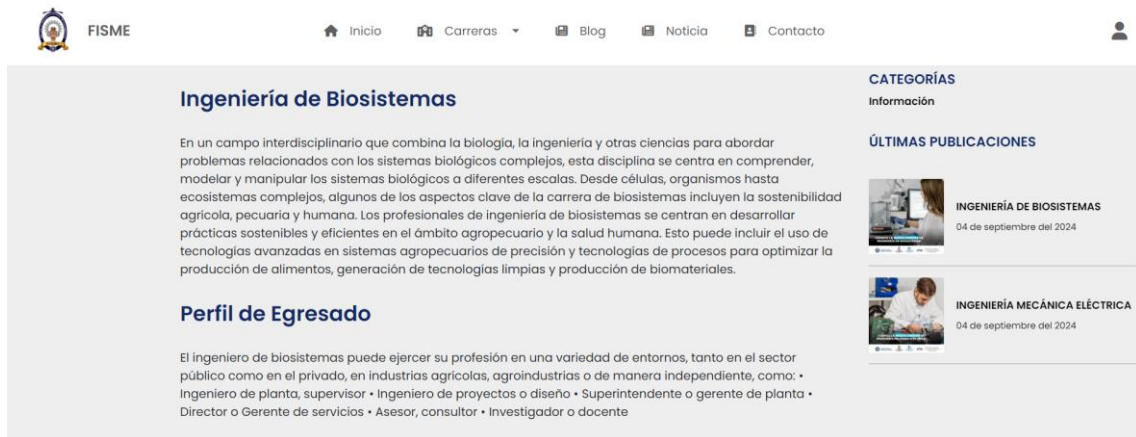 FISME
Inicio
Carreras
Blog
Noticia
Contacto
Ingeniería de Biosistemas
En un campo interdisciplinario que combina la biología, la ingeniería y otras ciencias para abordar
problemas relacionados con los sistemas biológicos complejos, esta disciplina se centra en comprender,
modelar y manipular los sistemas biológicos a diferentes escalas. Desde células, organismos hasta
ecosistemas complejos, algunos de los aspectos clave de la carrera de biosistemas incluyen la sostenibilidad
agrícola, pecuaria y humana. Los profesionales de ingeniería de biosistemas se centran en desarrollar
prácticas sostenibles y eficientes en el ámbito agropecuario y la salud humana. Esto puede incluir el uso de
tecnologías avanzadas en sistemas agropecuarios de precisión y tecnologías de procesos para optimizar la
producción de alimentos, generación de tecnologías limpias y producción de biomateriales.
Perfil de Egresado
El ingeniero de biosistemas puede ejercer su profesión en una variedad de entornos, tanto en el sector
público como en el privado, en industrias agrícolas, agroindustrias o de manera independiente, como: •
Ingeniero de planta, supervisor • Ingeniero de proyectos o diseño • Superintendente o gerente de planta •
Director o Gerente de servicios • Asesor, consultor • Investigador o docente
CATEGORÍAS
Información
ÚLTIMAS PUBLICACIONES
INGENIERÍA DE BIOSISTEMAS
04 de septiembre del 2024
INGENIERÍA MECÁNICA ELÉCTRICA
04 de septiembre del 2024